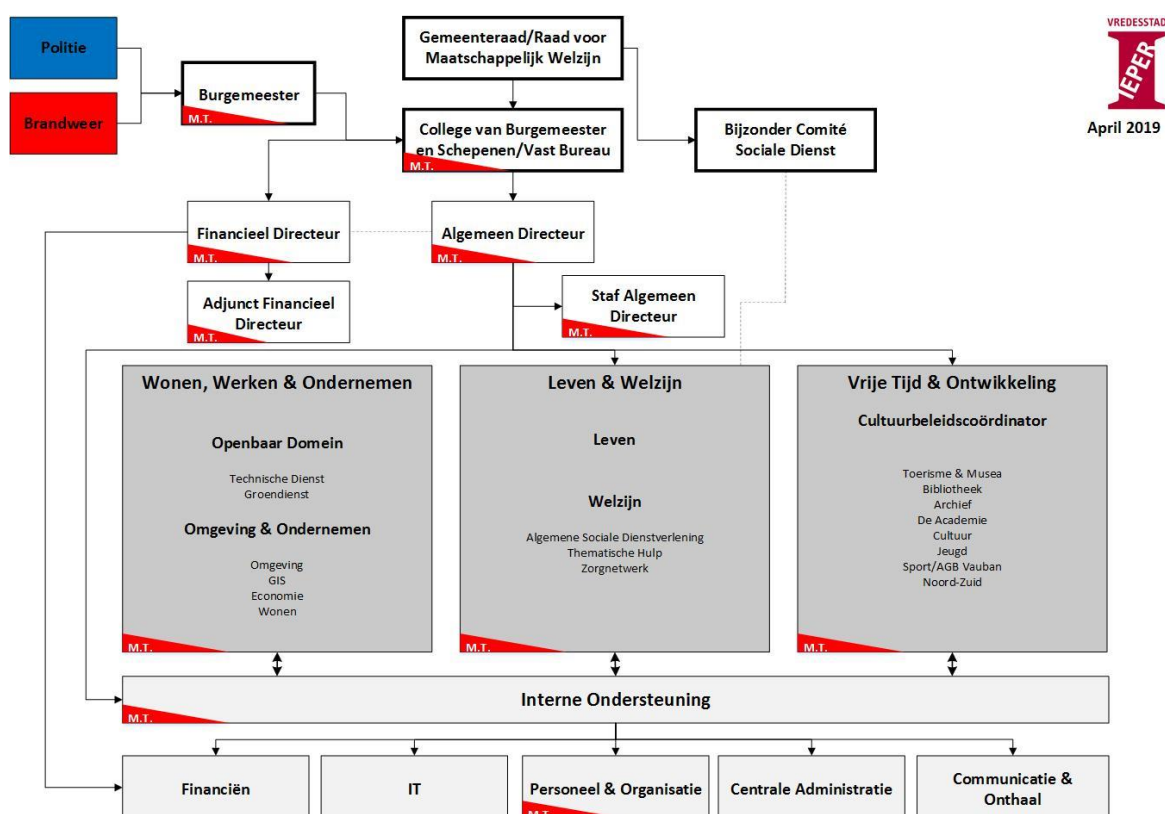 Politie
Brandweer
Burgemeester
M.T.
Gemeenteraad/Raad voor
Maatschappelijk Welzijn
College van Burgemeester
en Schepenen/Vast Bureau
M.T.
Bijzonder Comité
Sociale Dienst
VREDESSTAD
IEPER
April 2019
Financieel Directeur
M.T.
Algemeen Directeur
M.T.
Adjunct Financieel
Directeur
M.T.
Staf Algemeen
Directeur
M.T.
Wonen, Werken & Ondernemen
Openbaar Domein
Technische Dienst
Groendienst
Omgeving & Ondernemen
Omgeving
GIS
Economie
Wonen
M.T.
Leven & Welzijn
Leven
Welzijn
Algemene Sociale Dienstverlening
Thematische Hulp
Zorgnetwerk
M.T.
Vrije Tijd & Ontwikkeling
Cultuurbeleidscoördinator
Toerisme & Musea
Bibliotheek
Archief
De Academie
Cultuur
Jeugd
Sport/AGB Vauban
Noord-Zuid
M.T.
Interne Ondersteuning
M.T.
Financiën
IT
Personeel & Organisatie
M.T.
Centrale Administratie
Communicatie &
Onthaal